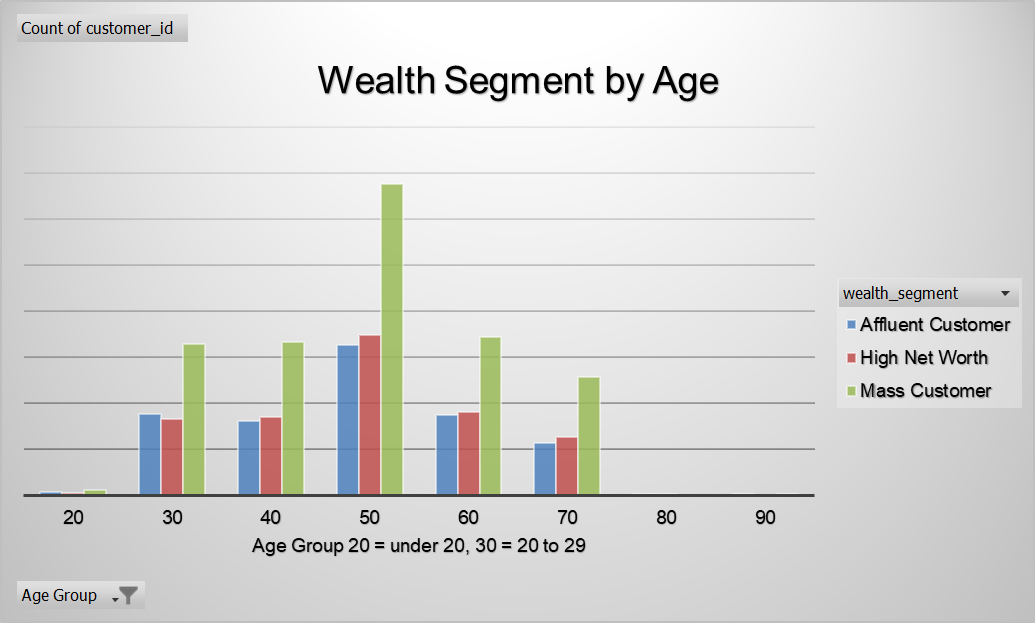 Count of customer_id
Wealth Segment by Age
wealth_segment
Affluent Customer
High Net Worth
Mass Customer
20 30 40 50 60 70 80 90
Age Group 20 = under 20, 30 = 20 to 29
Age Group